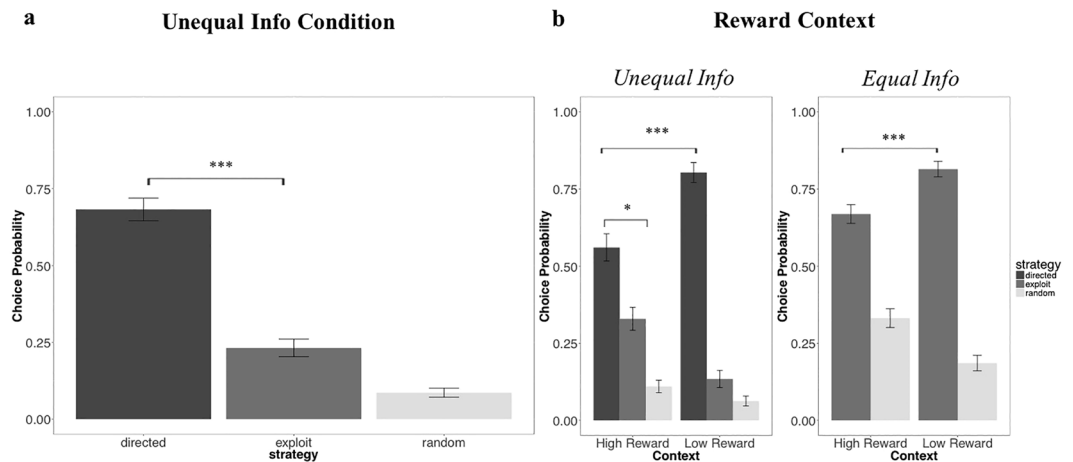 a
Unequal Info Condition
Choice Probability
1.00
0.75
0.50
0.25
0.00
***
directed
exploit
random
strategy
b
Reward Context
Unequal Info
Choice Probability
1.00
0.75
0.50
0.25
0.00
***
*
High Reward
Low Reward
Context
Equal Info
Choice Probability
1.00
0.75
0.50
0.25
0.00
***
High Reward
Low Reward
Context
strategy
directed
exploit
random